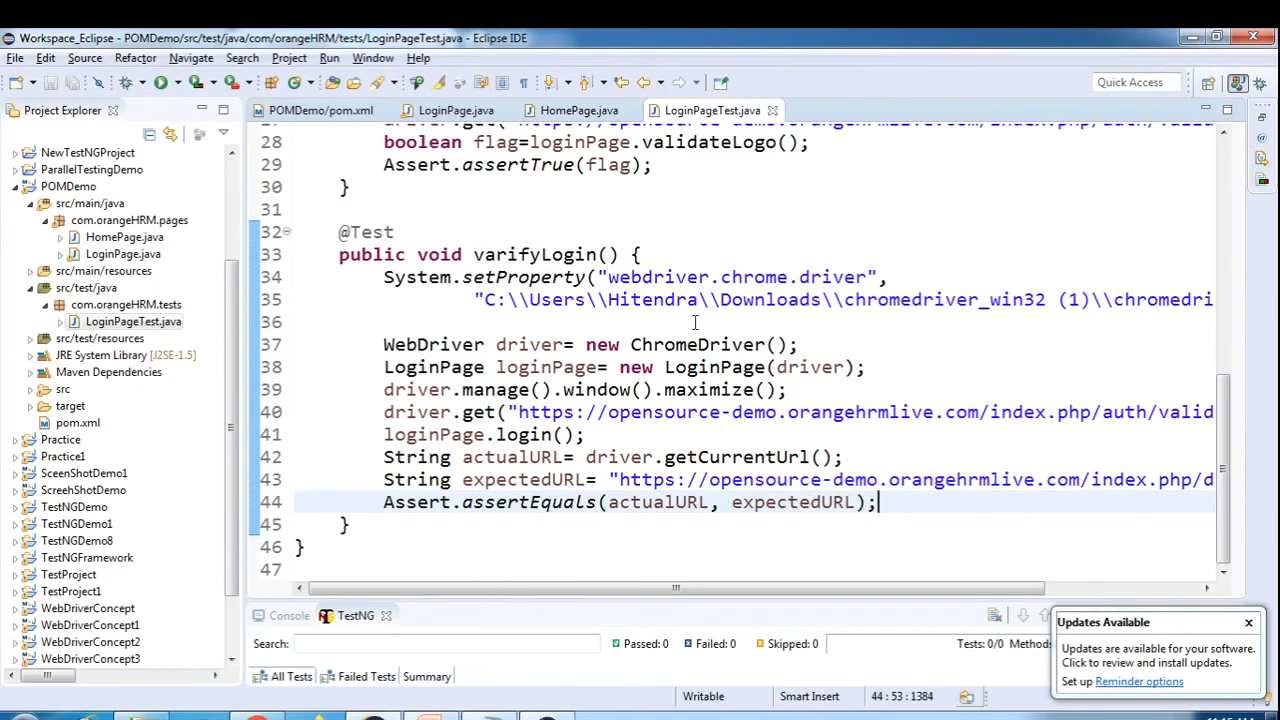 Workspace_Eclipse - POMDemo/src/test/java/com/orangeHRM/tests/LoginPageTest.java - Eclipse IDE
File Edit Source Refactor Navigate Search Project Run Window Help
Quick Access
Project Explorer
POMDemo/pom.xml LoginPage.java HomePage.java LoginPageTest.java
NewTestNGProject
ParallelTestingDemo
POMDemo
src/main/java
com.orangeHRM.pages
HomePage.java
LoginPage.java
src/main/resources
src/test/java
com.orangeHRM.tests
LoginPageTest.java
src/test/resources
JRE System Library [J2SE-1.5]
Maven Dependencies
src
target
pom.xml
Practice
Practice1
SceenShotDemo1
ScreehShotDemo
TestNGDemo
TestNGDemo1
TestNGDemo8
TestNGFramework
TestProject
TestProject1
WebDriverConcept
WebDriverConcept1
WebDriverConcept2
WebDriverConcept3
28 boolean flag=loginPage.validateLogo();
29 Assert.assertTrue(flag);
30 }
31
32 @Test
33 public void varifyLogin() {
34 System.setProperty("webdriver.chrome.driver",
35 "C:\\Users\\Hitendra\\Downloads\\chromedriver_win32 (1)\\chromedri
36
37 WebDriver driver= new ChromeDriver();
38 LoginPage loginPage= new LoginPage(driver);
39 driver.manage().window().maximize();
40 driver.get("https://opensource-demo.orangehrmlive.com/index.php/auth/valid
41 loginPage.login();
42 String actualURL= driver.getCurrentUrl();
43 String expectedURL= "https://opensource-demo.orangehrmlive.com/index.php/d
44 Assert.assertEquals(actualURL, expectedURL);
45 }
46 }
47
Console TestNG
Search: Passed: 0 Failed: 0 Skipped: 0 Tests: 0/0 Methods
All Tests Failed Tests Summary
Updates Available
Updates are available for your software.
Click to review and install updates.
Set up Reminder options
Writable Smart Insert 44 : 53 : 1384